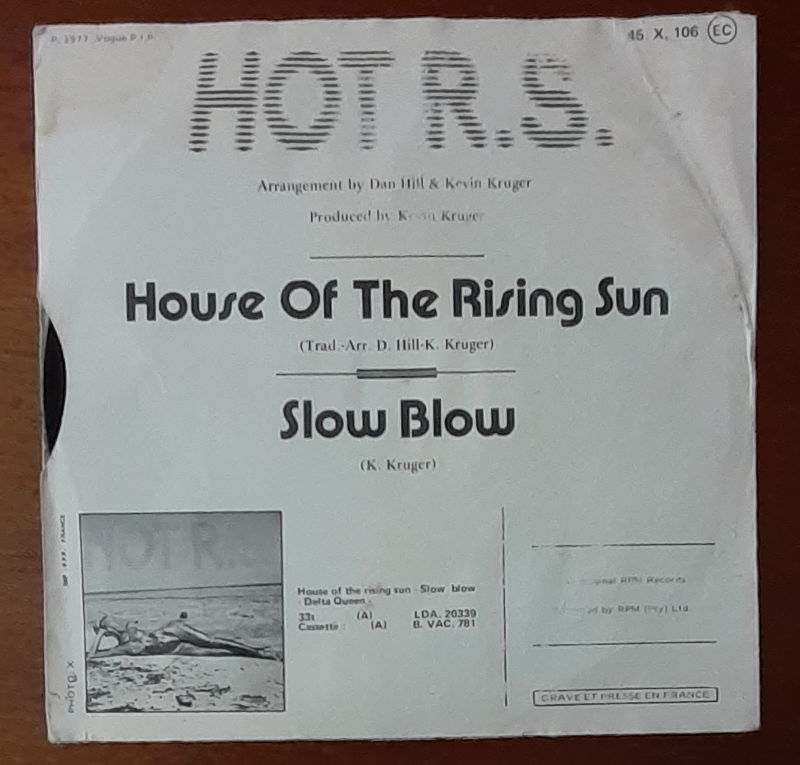 P. 1977 Vogue P.I.P.
45. X. 106 EC
HOT R.S.
Arrangement by Dan Hill & Kevin Kruger
Produced by Kevin Kruger
House Of The Rising Sun
(Trad.-Arr. D. Hill-K. Kruger)
Slow Blow
(K. Kruger)
HOT R.S.
PHOTO X
FRANCE
House of the rising sun - Slow blow
- Delta Queen -
33t (A) LDA. 20339
Cassette : (A) B. VAC. 781
RPM Records
by RPM (Pty) Ltd.
GRAVE ET PRESSE EN FRANCE